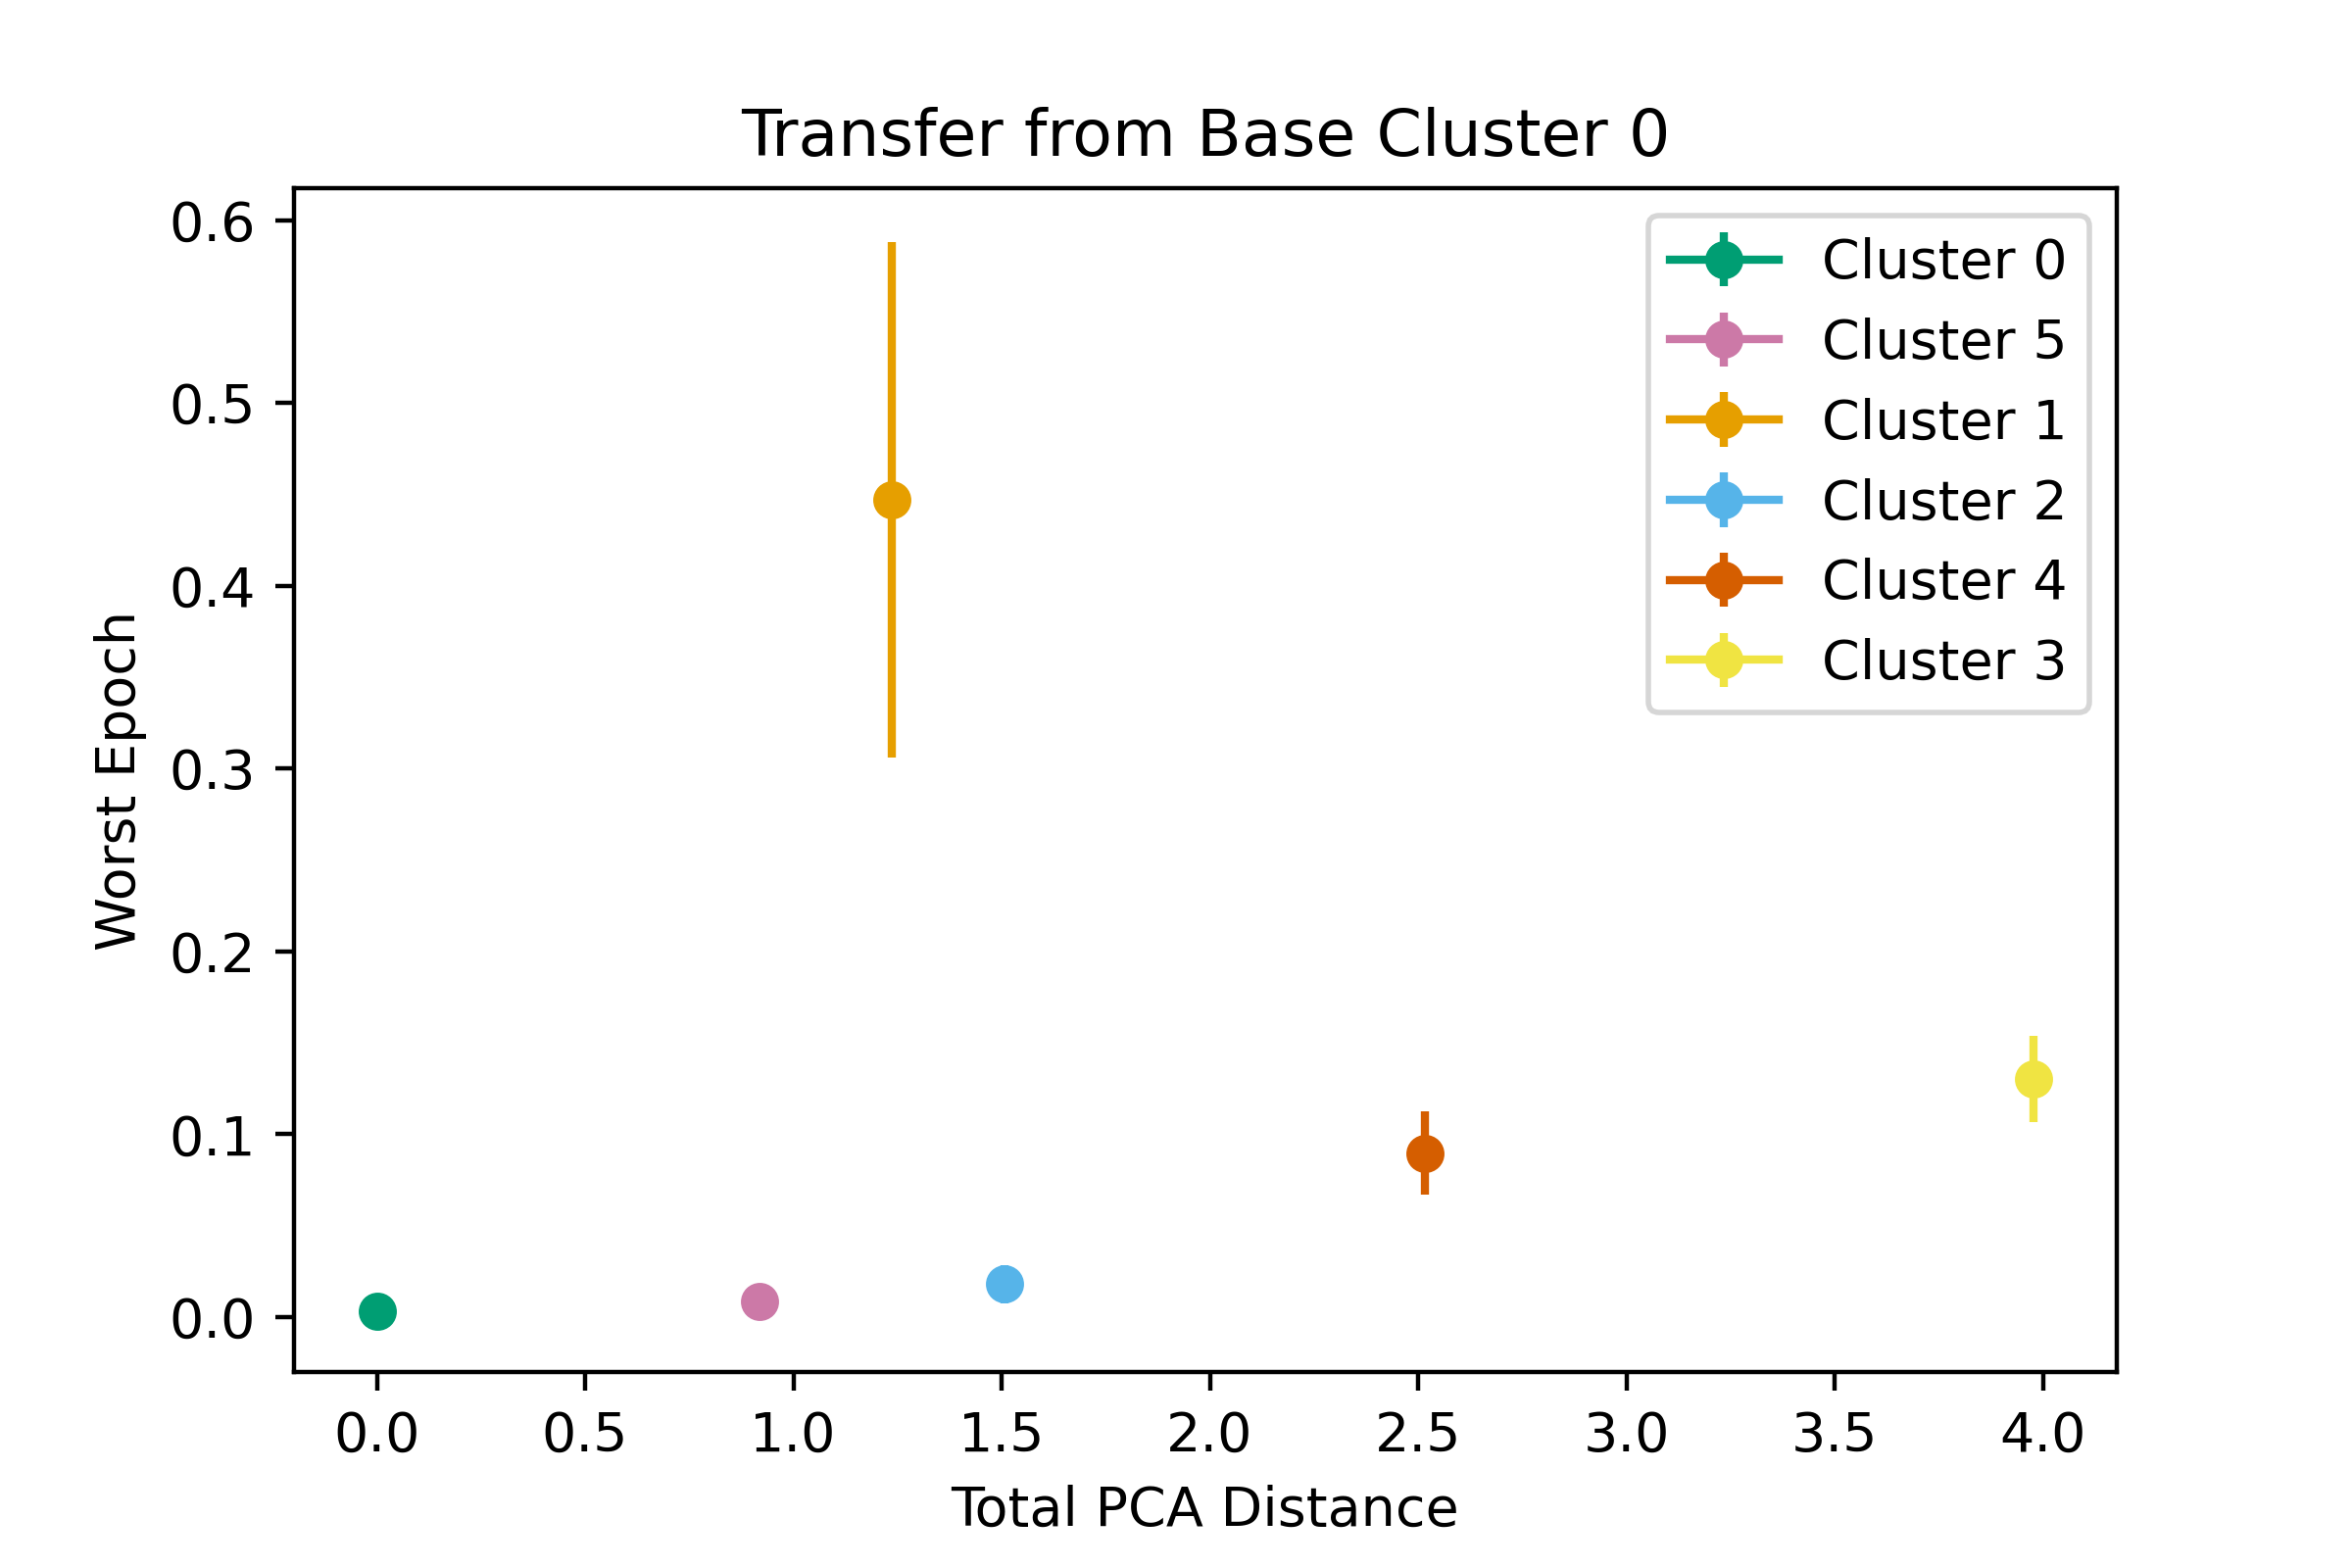 Transfer from Base Cluster 0
0.6
0.5
0.4
0.3
0.2
0.1
0.0
Worst Epoch
Cluster 0
Cluster 5
Cluster 1
Cluster 2
Cluster 4
Cluster 3
0.0 0.5 1.0 1.5 2.0 2.5 3.0 3.5 4.0
Total PCA Distance